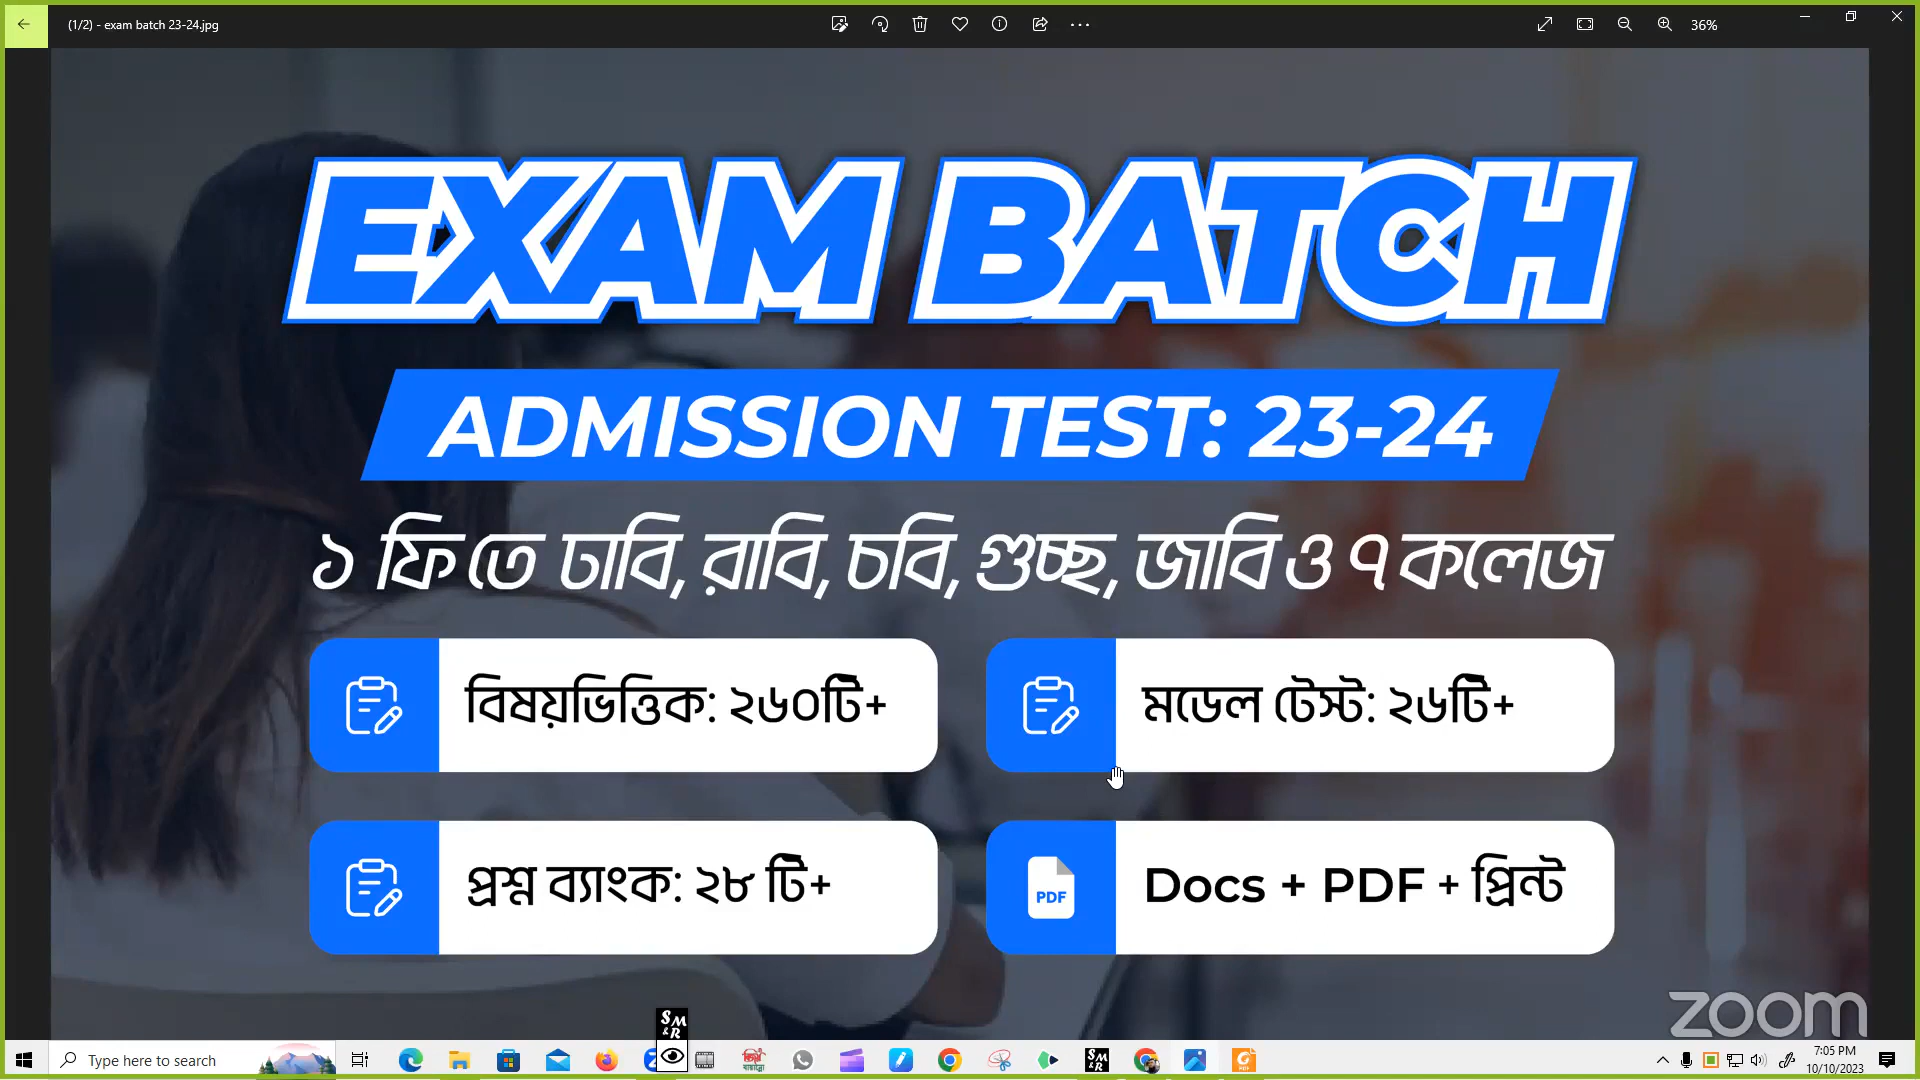 (1/2) - exam batch 23-24.jpg
36%
EXAM BATCH
ADMISSION TEST: 23-24
১ ফি তে ঢাবি, রাবি, চবি, গুচ্ছ, জাবি ও ৭ কলেজ
বিষয়ভিত্তিক: ২৬০টি+
মডেল টেস্ট: ২৬টি+
প্রশ্ন ব্যাংক: ২৮ টি+
PDF
Docs + PDF + প্রিন্ট
zoom
SM&R
Type here to search
SM&R
7:05 PM
10/10/2023